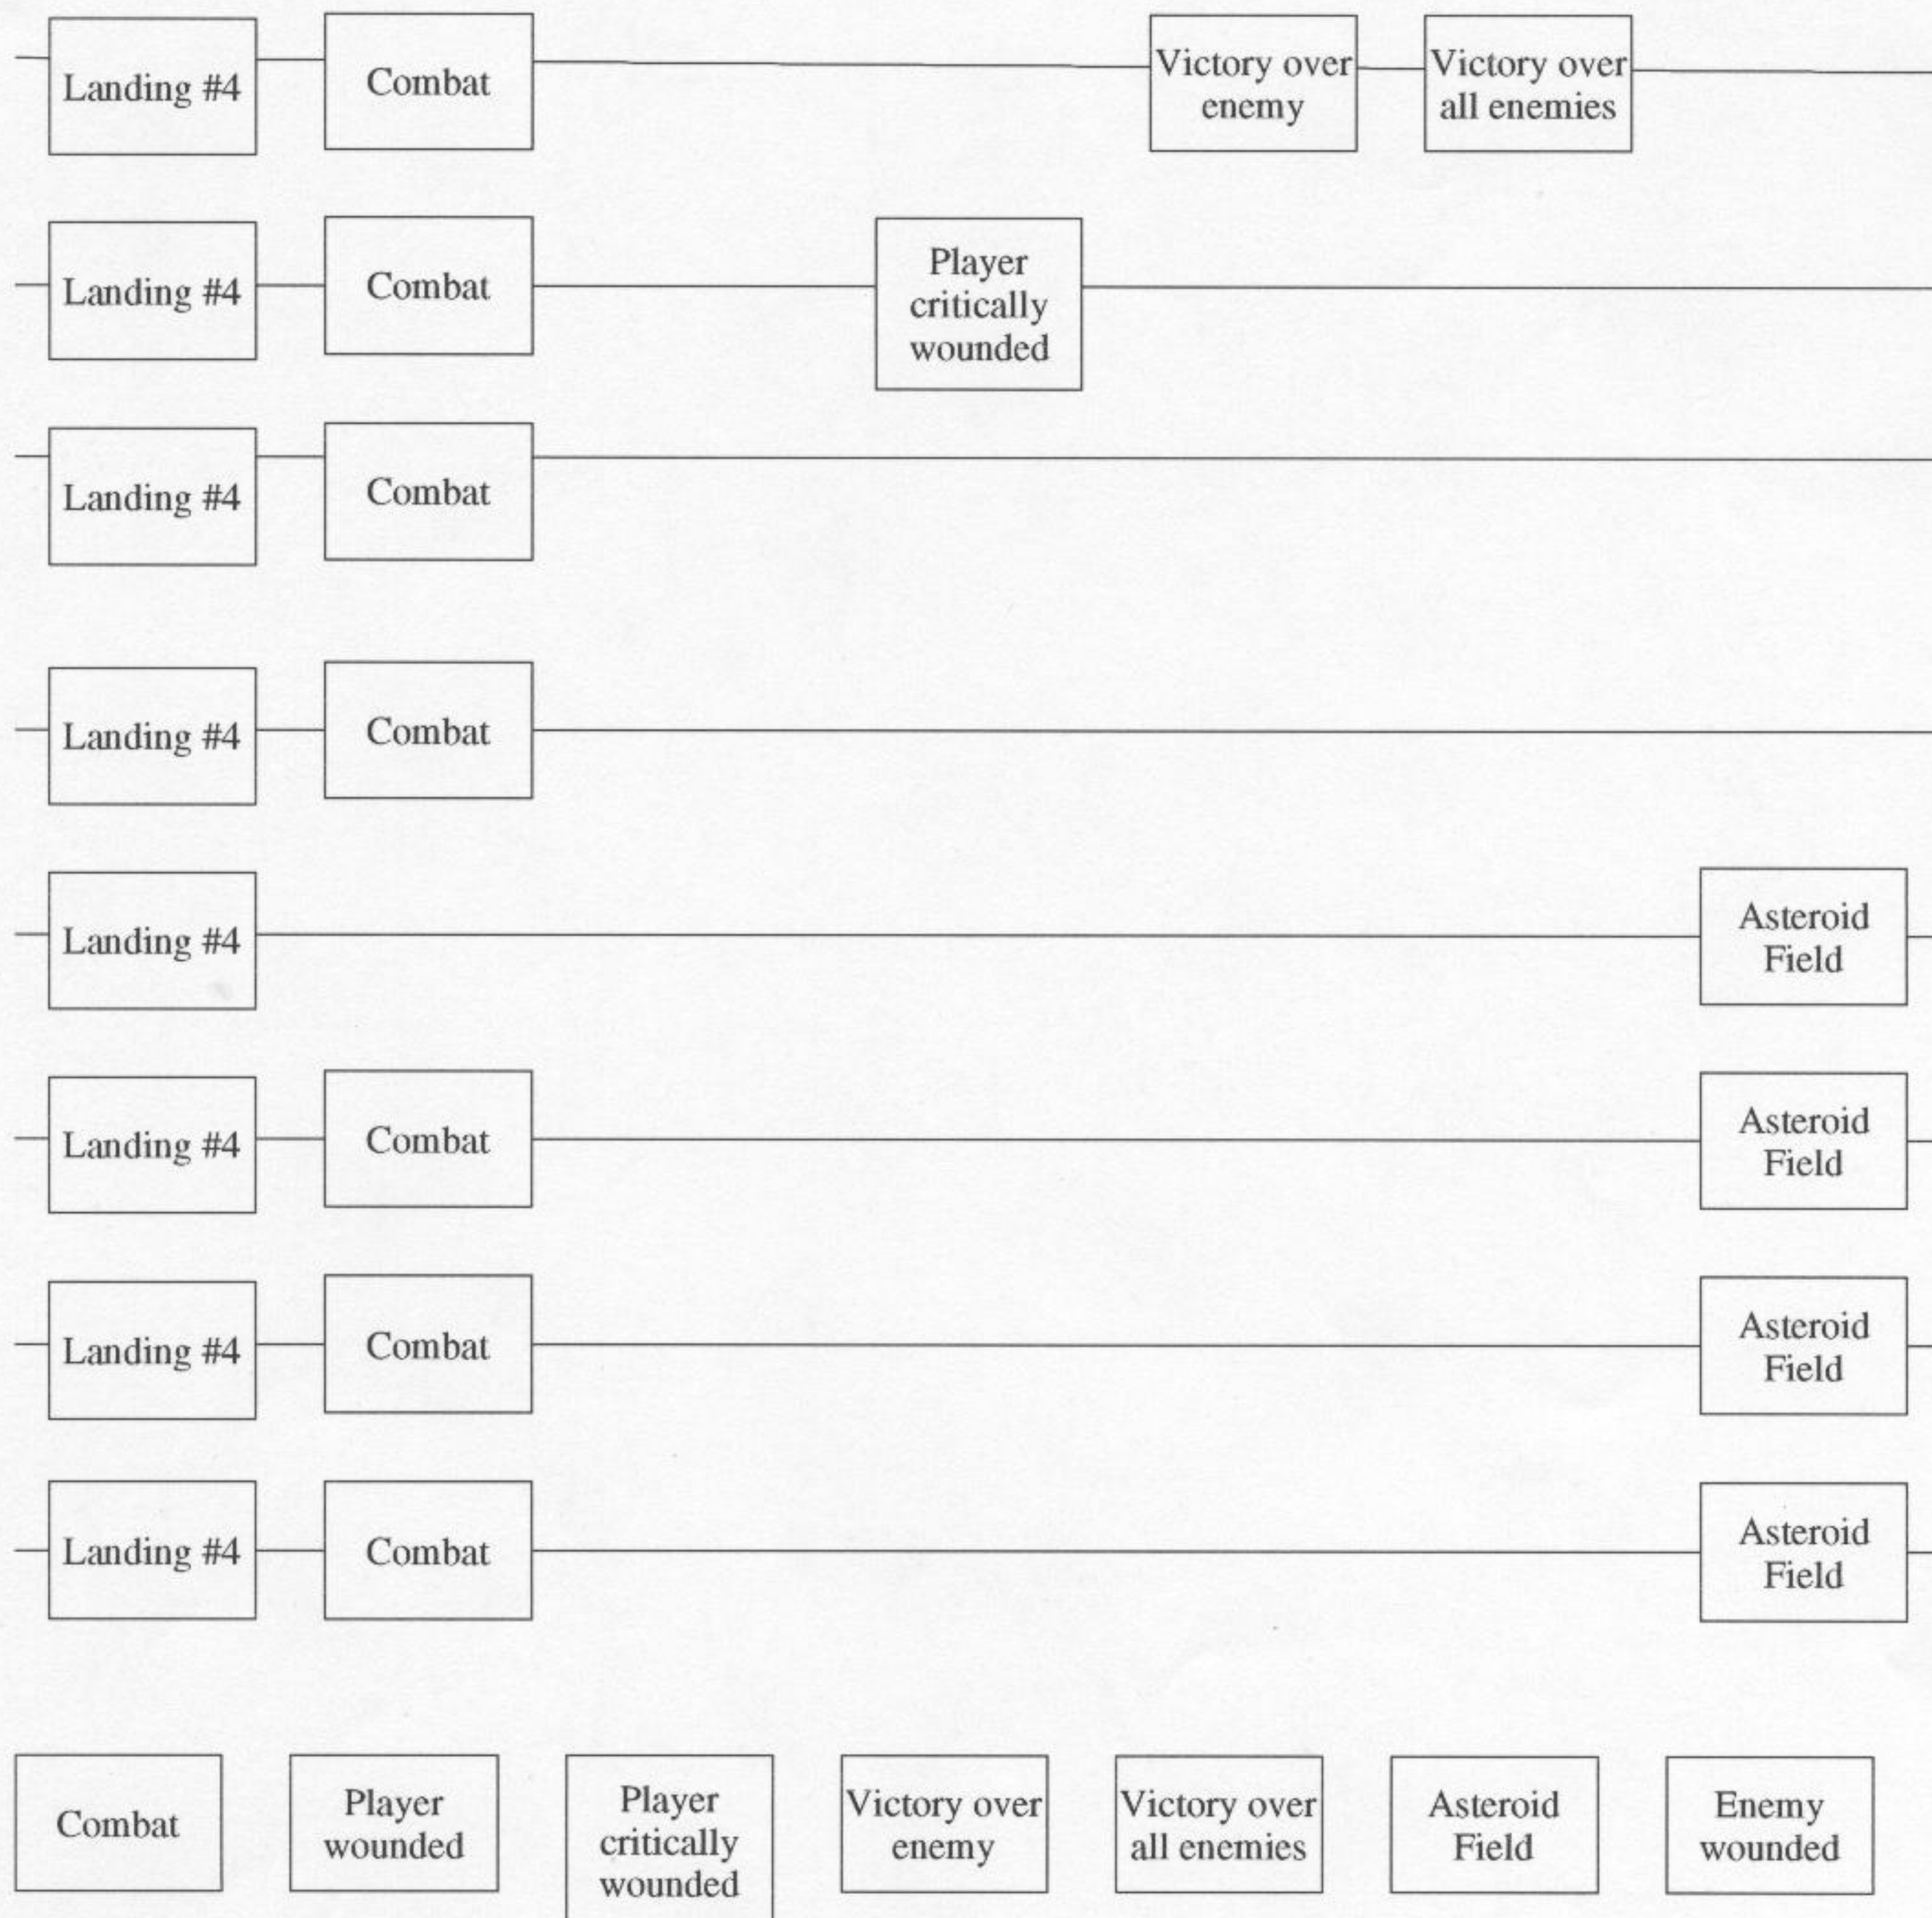 Landing #4
Combat
Victory over
enemy
Victory over
all enemies
Landing #4
Combat
Player
critically
wounded
Landing #4
Combat
Landing #4
Combat
Landing #4
Asteroid
Field
Landing #4
Combat
Asteroid
Field
Landing #4
Combat
Asteroid
Field
Landing #4
Combat
Asteroid
Field
Combat
Player
wounded
Player
critically
wounded
Victory over
enemy
Victory over
all enemies
Asteroid
Field
Enemy
wounded